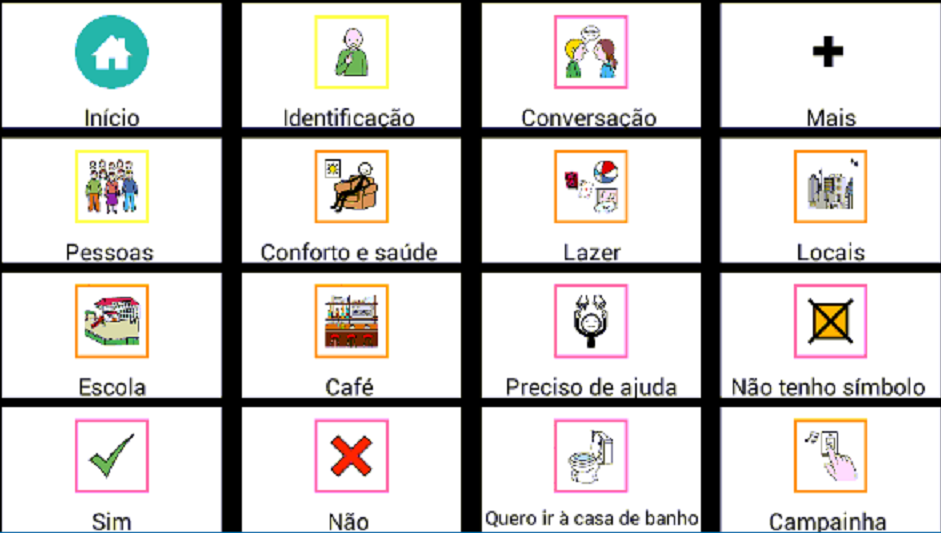 Início
Identificação
Conversação
Mais
Pessoas
Conforto e saúde
Lazer
Locais
Escola
Café
Preciso de ajuda
Não tenho símbolo
Sim
Não
Quero ir à casa de banho
Campainha